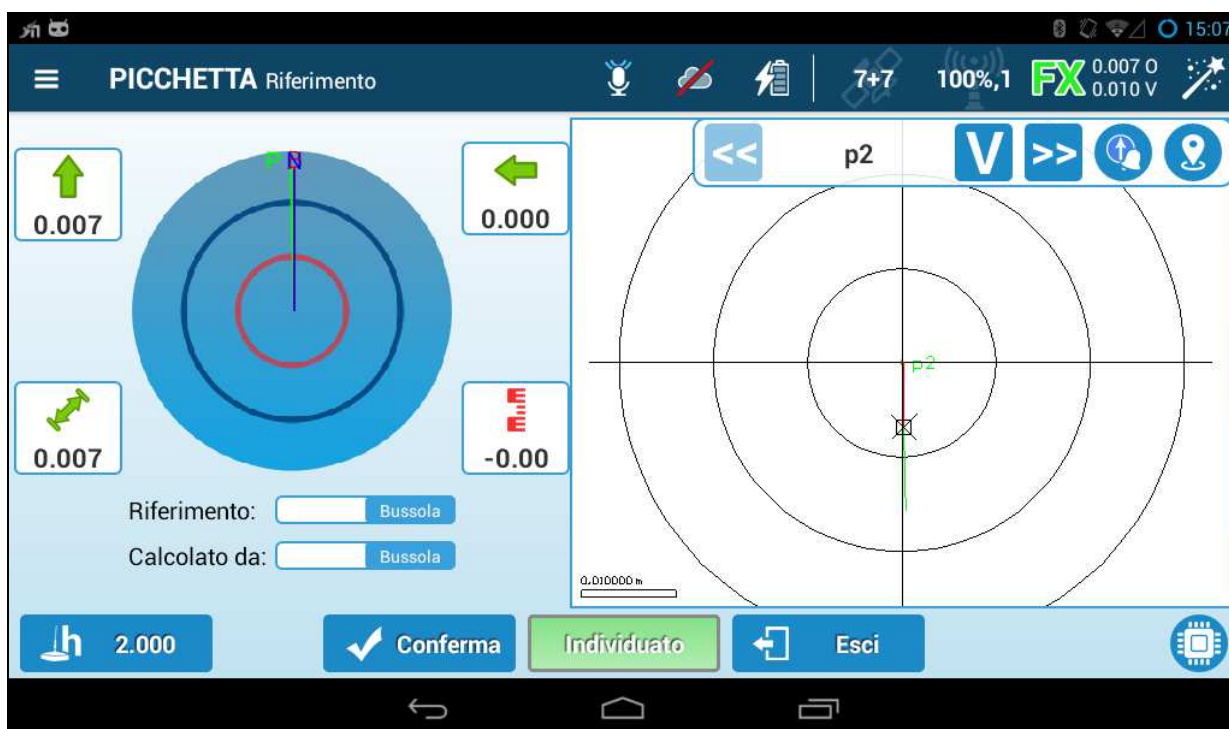 15:07
PICCHETTA Riferimento
7+7
100%,1
FX
0.007 O
0.010 V
0.007
P N
0.000
<<
p2
V
>>
p2
0.007
-0.00
Riferimento: Bussola
Calcolato da: Bussola
0.010000 m
h 2.000
Conferma
Individuato
Esci